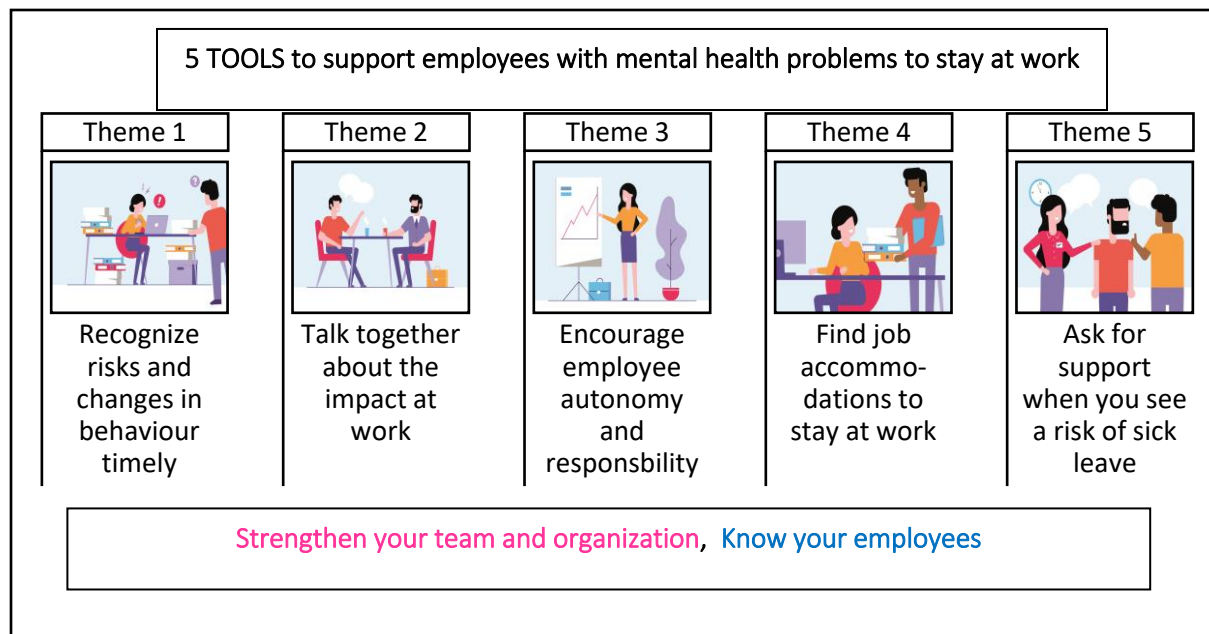 5 TOOLS to support employees with mental health problems to stay at work
Theme 1
Recognize
risks and
changes in
behaviour
timely
Theme 2
Talk together
about the
impact at
work
Theme 3
Encourage
employee
autonomy
and
responsbility
Theme 4
Find job
accommo-
dations to
stay at work
Theme 5
Ask for
support
when you see
a risk of sick
leave
Strengthen your team and organization, Know your employees